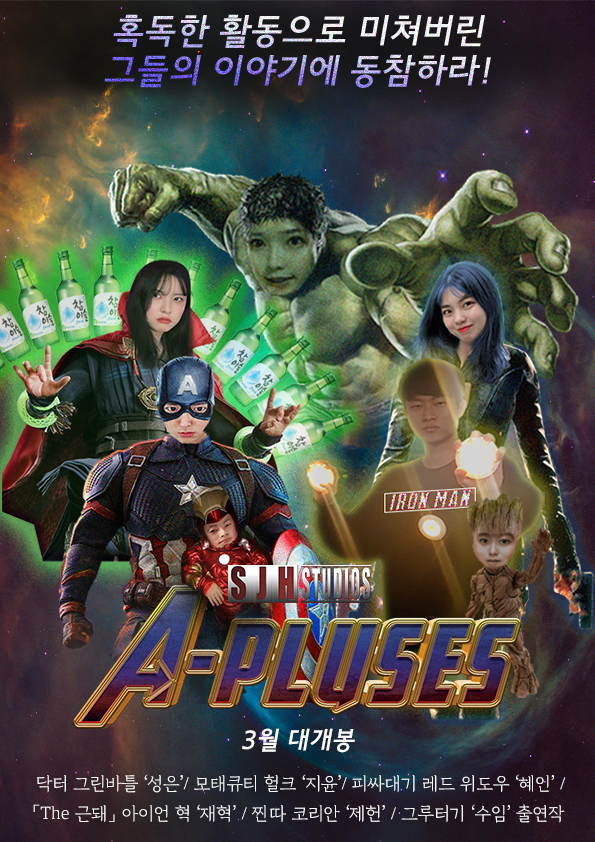 혹독한 활동으로 미쳐버린
그들의 이야기에 동참하라!
참이슬
A
IRON MAN
SJH STUDIOS
A-PLUSES
3월 대개봉
닥터 그린바틀 ‘성은’/ 모태큐티 헐크 ‘지윤’/ 피싸대기 레드 위도우 ‘혜인’ /
「The 근돼」 아이언 혁 ‘재혁’ / 찐따 코리안 ‘제헌’ / 그루터기 ‘수임’ 출연작